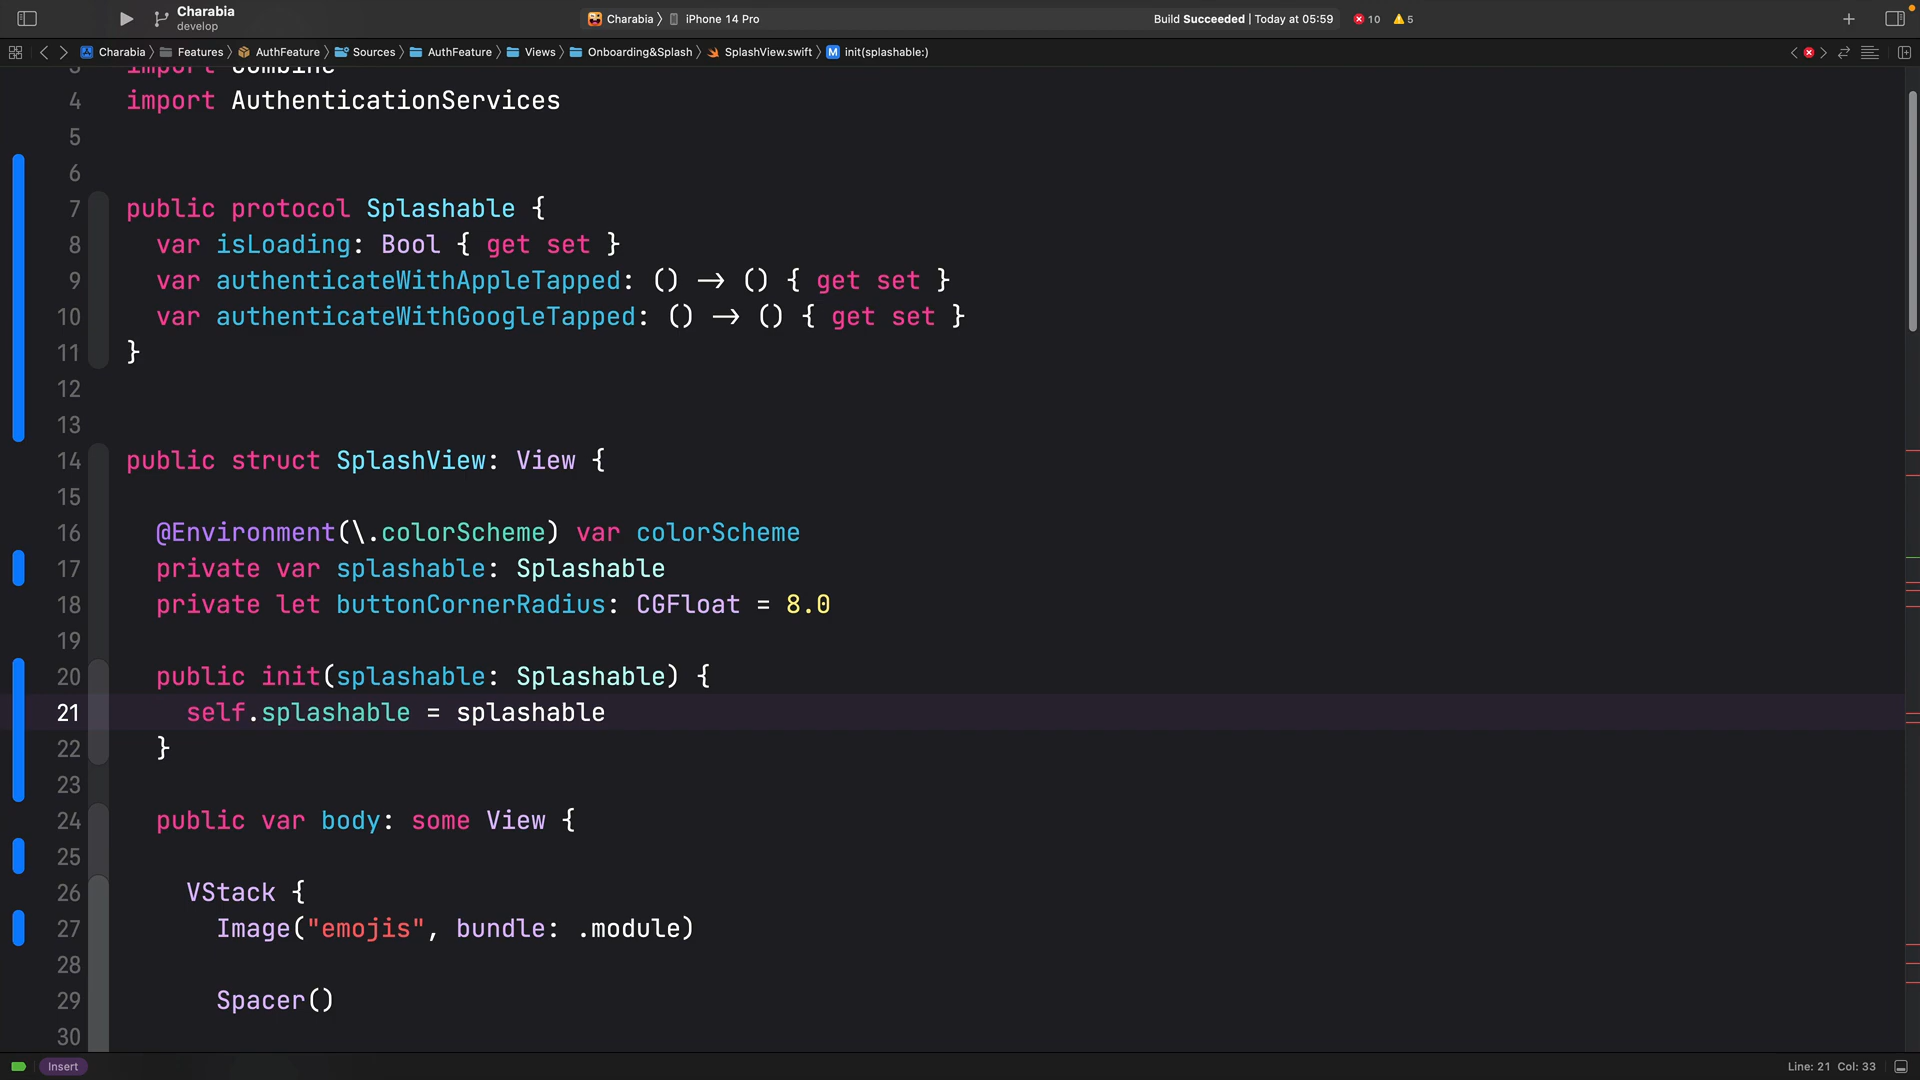 Charabia
develop
Charabia 〉 iPhone 14 Pro
Build Succeeded | Today at 05:59
10
5
Charabia 〉 Features 〉 AuthFeature 〉 Sources 〉 AuthFeature 〉 Views 〉 Onboarding&Splash 〉 SplashView.swift 〉 M init(splashable:)
3 import Combine
4 import AuthenticationServices
5
6
7 public protocol Splashable {
8 var isLoading: Bool { get set }
9 var authenticateWithAppleTapped: () -> () { get set }
10 var authenticateWithGoogleTapped: () -> () { get set }
11 }
12
13
14 public struct SplashView: View {
15
16 @Environment(\.colorScheme) var colorScheme
17 private var splashable: Splashable
18 private let buttonCornerRadius: CGFloat = 8.0
19
20 public init(splashable: Splashable) {
21 self.splashable = splashable
22 }
23
24 public var body: some View {
25
26 VStack {
27 Image("emojis", bundle: .module)
28
29 Spacer()
30
Insert
Line: 21 Col: 33